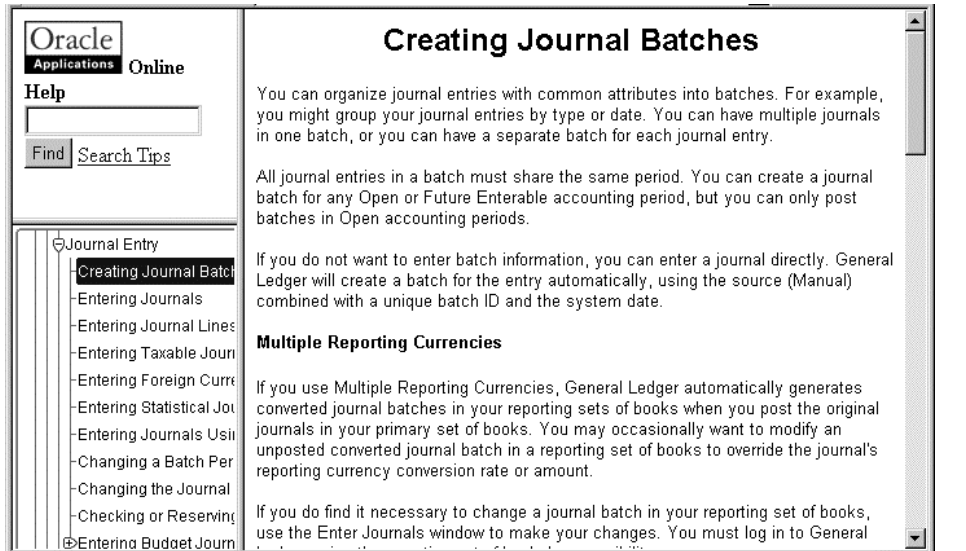 Oracle
Applications Online
Help
Find Search Tips
Journal Entry
Creating Journal Batch
Entering Journals
Entering Journal Lines
Entering Taxable Jour
Entering Foreign Curre
Entering Statistical Jou
Entering Journals Usin
Changing a Batch Per
Changing the Journal
Checking or Reserving
Entering Budget Journ
Creating Journal Batches
You can organize journal entries with common attributes into batches. For example,
you might group your journal entries by type or date. You can have multiple journals
in one batch, or you can have a separate batch for each journal entry.
All journal entries in a batch must share the same period. You can create a journal
batch for any Open or Future Enterable accounting period, but you can only post
batches in Open accounting periods.
If you do not want to enter batch information, you can enter a journal directly. General
Ledger will create a batch for the entry automatically, using the source (Manual)
combined with a unique batch ID and the system date.
Multiple Reporting Currencies
If you use Multiple Reporting Currencies, General Ledger automatically generates
converted journal batches in your reporting sets of books when you post the original
journals in your primary set of books. You may occasionally want to modify an
unposted converted journal batch in a reporting set of books to override the journal's
reporting currency conversion rate or amount.
If you do find it necessary to change a journal batch in your reporting set of books,
use the Enter Journals window to make your changes. You must log in to General